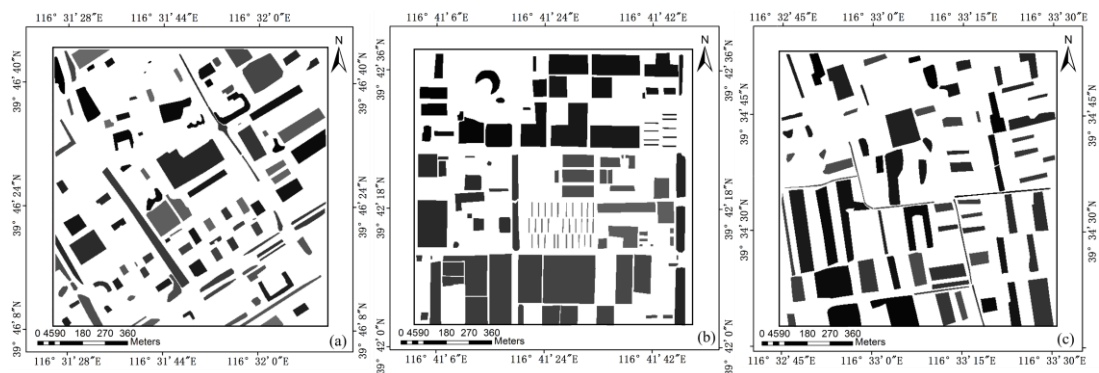 116° 31′28″E 116° 31′44″E 116° 32′0″E
N
39° 46′40″N
39° 46′24″N
39° 46′8″N
39° 46′40″N
39° 46′24″N
39° 46′8″N
0 4590 180 270 360
Meters
(a)
116° 31′28″E 116° 31′44″E 116° 32′0″E
116° 41′6″E 116° 41′24″E 116° 41′42″E
N
39° 42′36″N
39° 42′18″N
39° 42′0″N
39° 42′36″N
39° 42′18″N
39° 42′0″N
0 4590 180 270 360
Meters
(b)
116° 41′6″E 116° 41′24″E 116° 41′42″E
116° 32′45″E 116° 33′0″E 116° 33′15″E 116° 33′30″E
N
39° 34′45″N
39° 34′30″N
39° 34′45″N
39° 34′30″N
0 4590 180 270 360
Meters
(c)
116° 32′45″E 116° 33′0″E 116° 33′15″E 116° 33′30″E